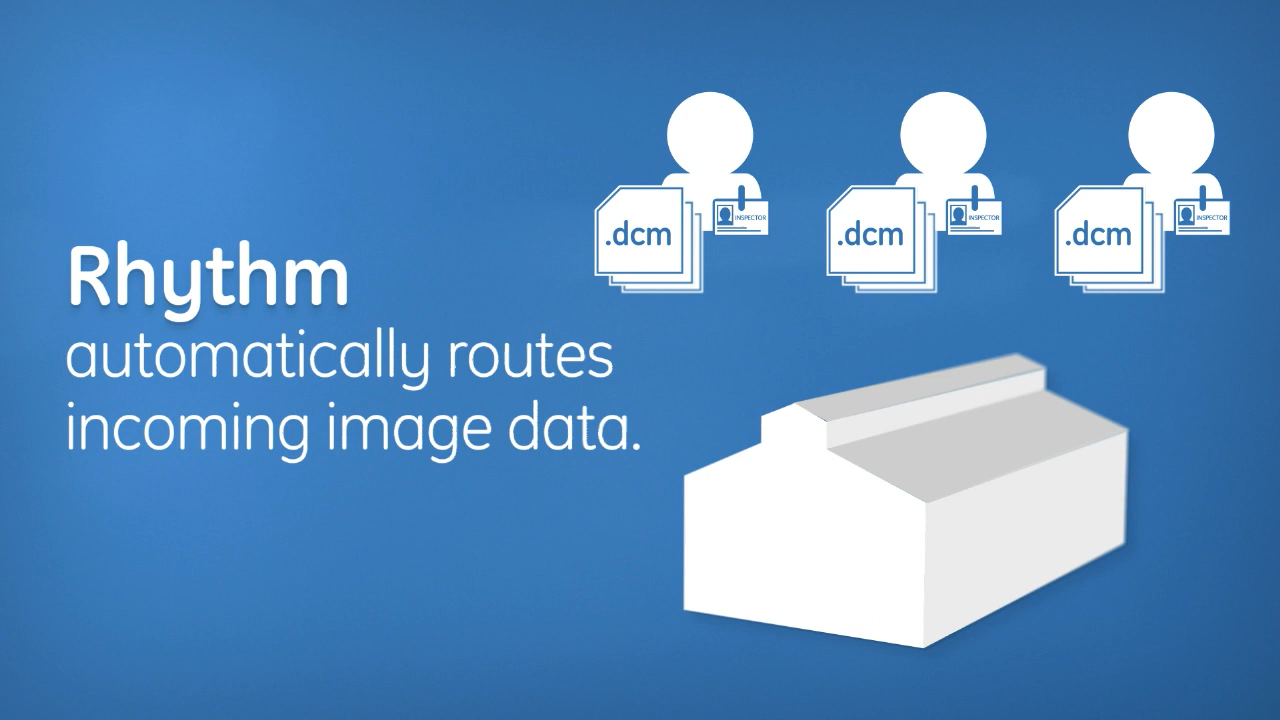 Rhythm
automatically routes
incoming image data.
.dcm
INSPECTOR
.dcm
INSPECTOR
.dcm
INSPECTOR